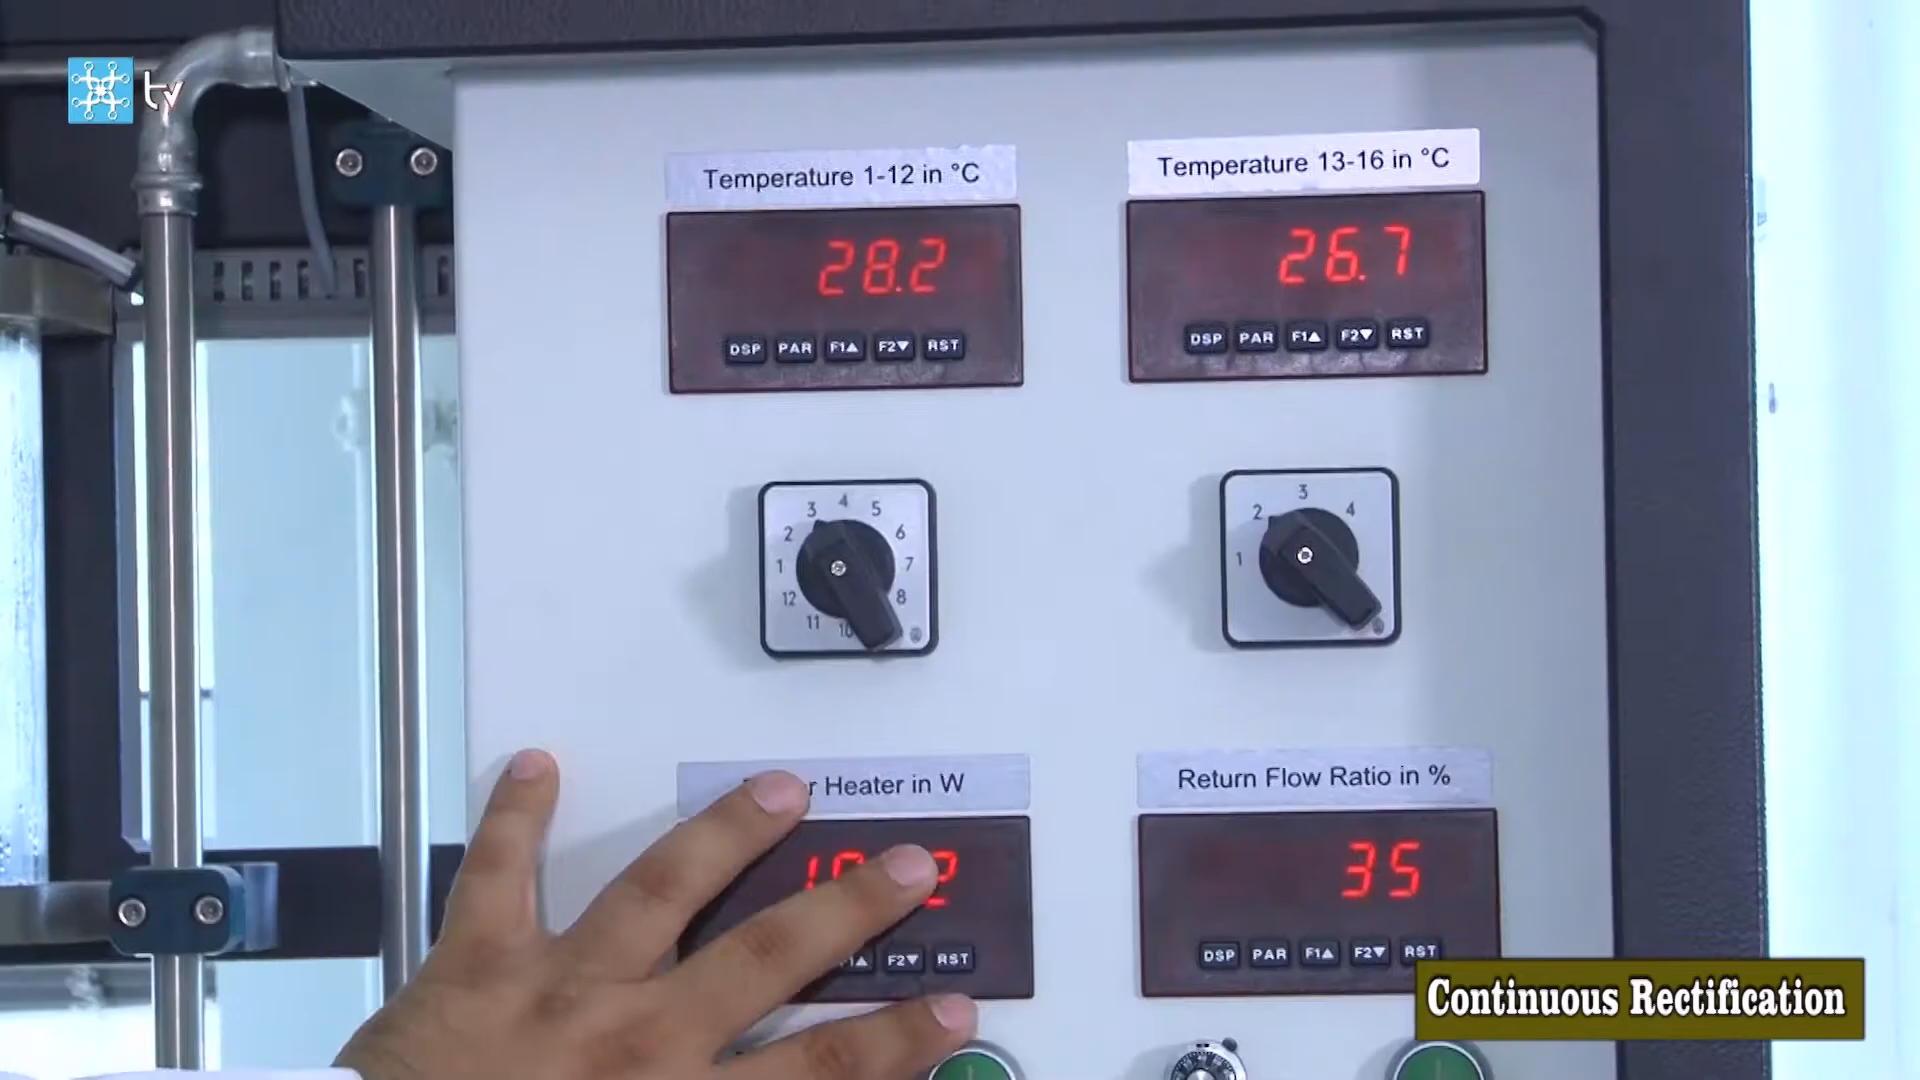 tv
Temperature 1-12 in °C
Temperature 13-16 in °C
28.2
26.7
DSP PAR F1▲ F2▼ RST
DSP PAR F1▲ F2▼ RST
1 2 3 4 5 6 7 8 10 11 12
1 2 3 4
Heater in W
Return Flow Ratio in %
35
F1▲ F2▼ RST
DSP PAR F1▲ F2▼ RST
Continuous Rectification